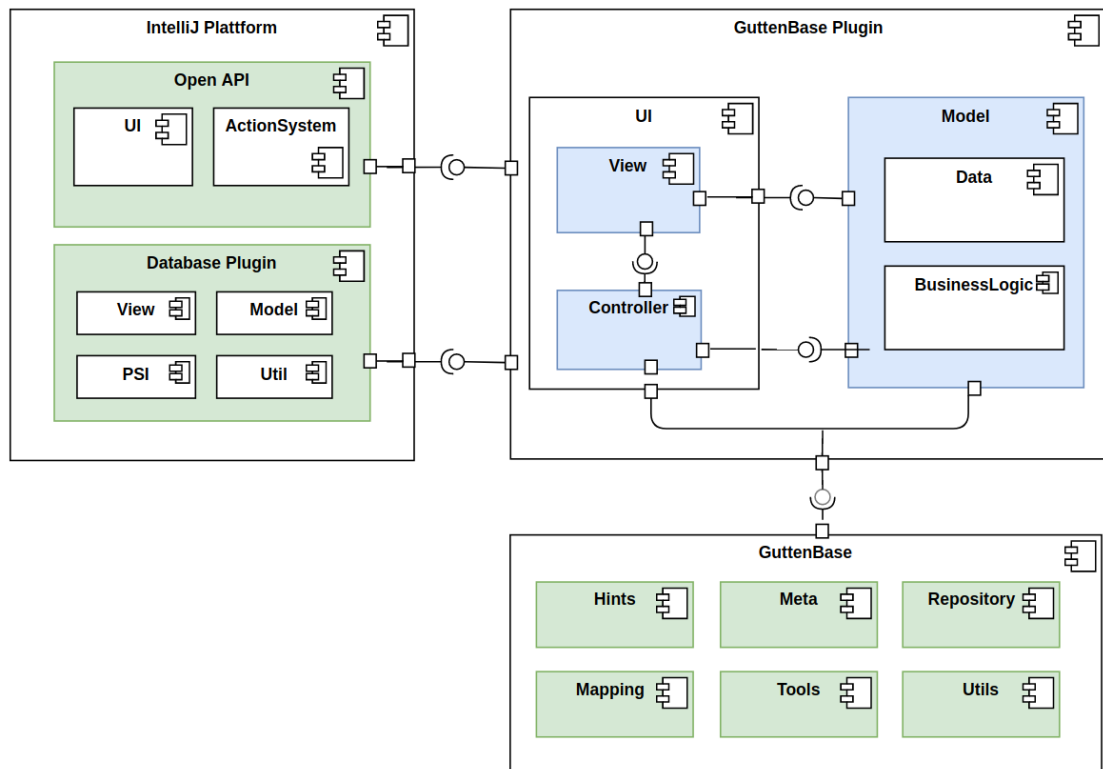 IntelliJ Plattform
Open API
UI
ActionSystem
Database Plugin
View
Model
PSI
Util
GuttenBase Plugin
UI
View
Controller
Model
Data
BusinessLogic
GuttenBase
Hints
Meta
Repository
Mapping
Tools
Utils